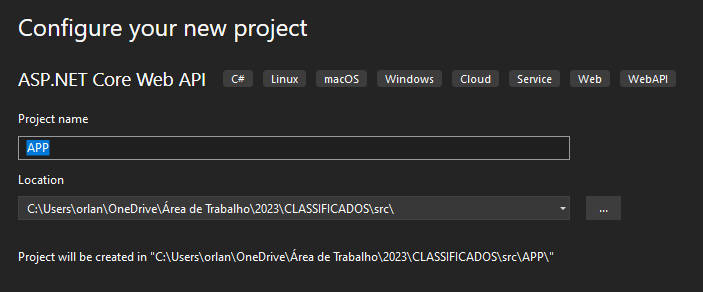 Configure your new project
ASP.NET Core Web API C# Linux macOS Windows Cloud Service Web WebAPI
Project name
APP
Location
C:\Users\orlan\OneDrive\Área de Trabalho\2023\CLASSIFICADOS\src\ ...
Project will be created in "C:\Users\orlan\OneDrive\Área de Trabalho\2023\CLASSIFICADOS\src\APP\"